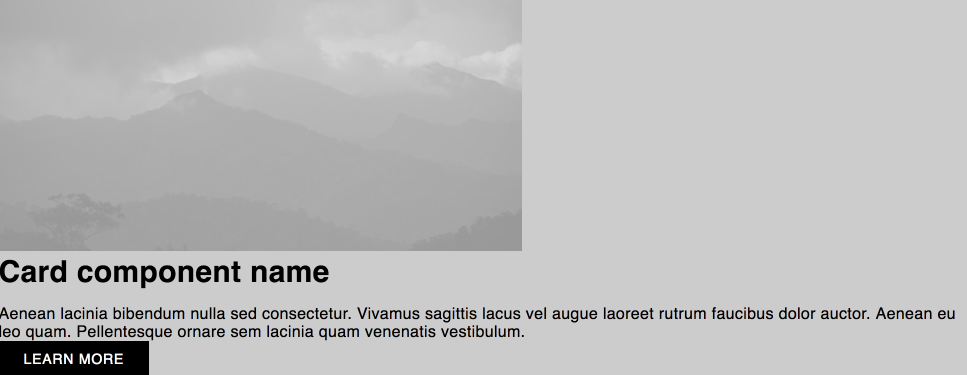 Card component name
Aenean lacinia bibendum nulla sed consectetur. Vivamus sagittis lacus vel augue laoreet rutrum faucibus dolor auctor. Aenean eu
leo quam. Pellentesque ornare sem lacinia quam venenatis vestibulum.
LEARN MORE